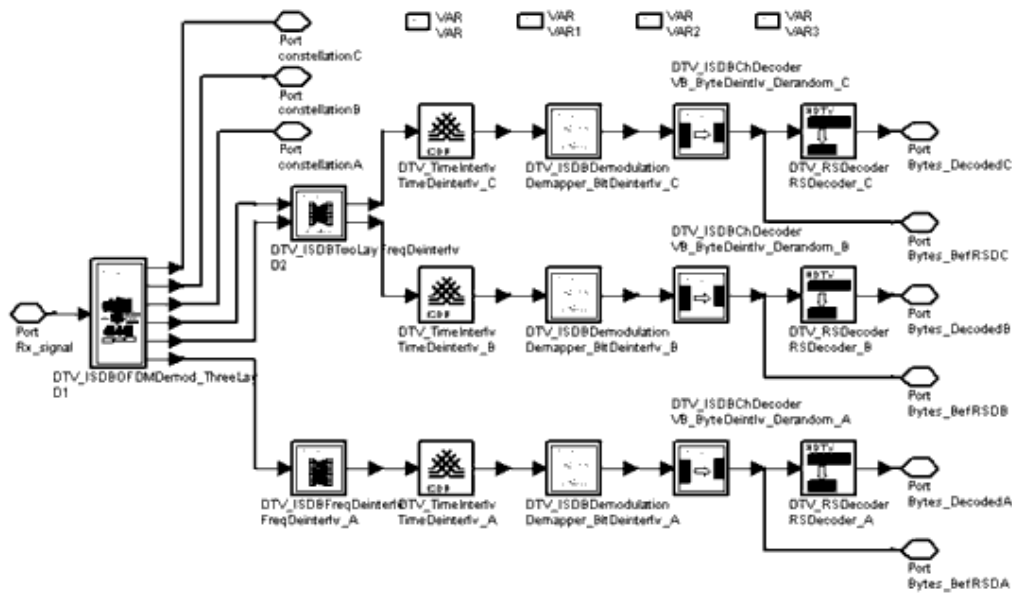 VAR
VAR
VAR
VAR1
VAR
VAR2
VAR
VAR3
Port
constellationC
Port
constellationB
Port
constellationA
DTV_ISDBChDecoder
VB_ByteDeintlv_Derandom_C
DTV_TimeInterlv
TimeDeinterlv_C
DTV_ISDBDemodulation
Demapper_BitDeinterlv_C
DTV_RSDecoder
RSDecoder_C
Port
Bytes_DecodedC
Port
Bytes_BefRSDC
DTV_ISDBTwoLayFreqDeinterlv
D2
DTV_ISDBChDecoder
VB_ByteDeintlv_Derandom_B
DTV_TimeInterlv
TimeDeinterlv_B
DTV_ISDBDemodulation
Demapper_BitDeinterlv_B
DTV_RSDecoder
RSDecoder_B
Port
Bytes_DecodedB
Port
Bytes_BefRSDB
Port
Rx_signal
DTV_ISDBOFDMDemod_ThreeLay
D1
DTV_ISDBChDecoder
VB_ByteDeintlv_Derandom_A
DTV_ISDBFreqDeinterlv
FreqDeinterlv_A
DTV_TimeInterlv
TimeDeinterlv_A
DTV_ISDBDemodulation
Demapper_BitDeinterlv_A
DTV_RSDecoder
RSDecoder_A
Port
Bytes_DecodedA
Port
Bytes_BefRSDA